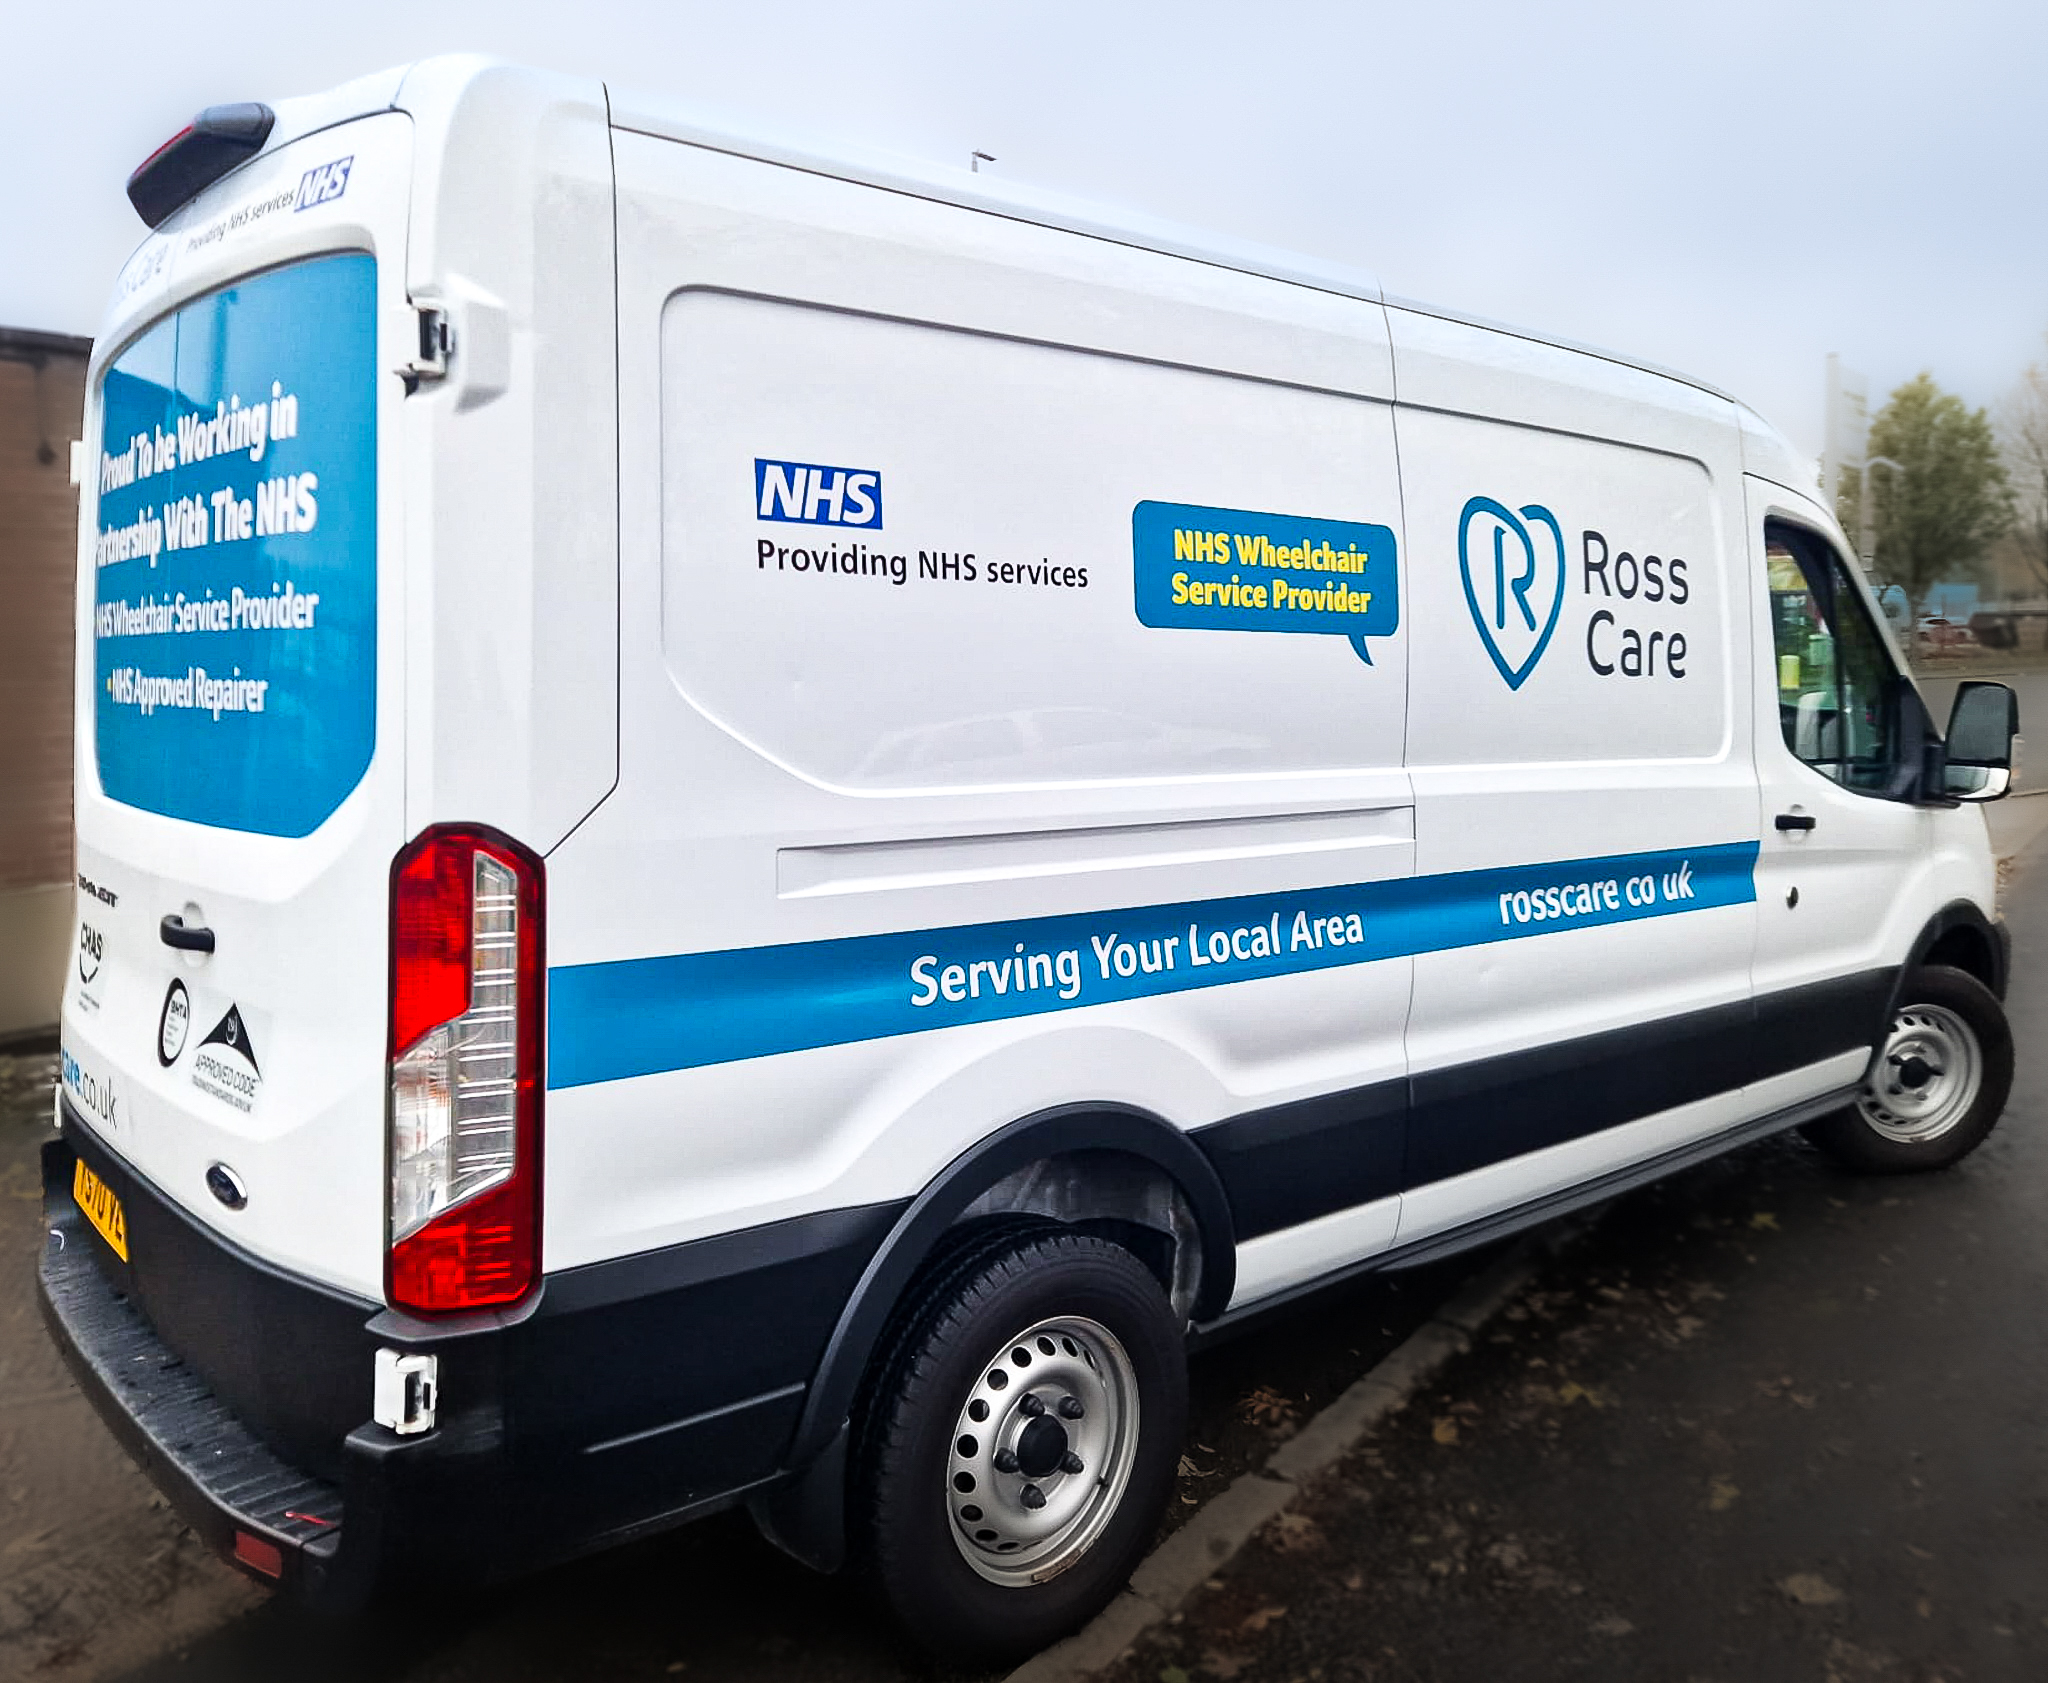 Providing NHS services NHS
Care
Proud To be Working in
Partnership With The NHS
NHS Wheelchair Service Provider
NHS Approved Repairer
NHS
Providing NHS services
NHS Wheelchair
Service Provider
R
Ross
Care
Serving Your Local Area
rosscare co uk
CHAS
BHTA
APPROVED CODE
care.co.uk